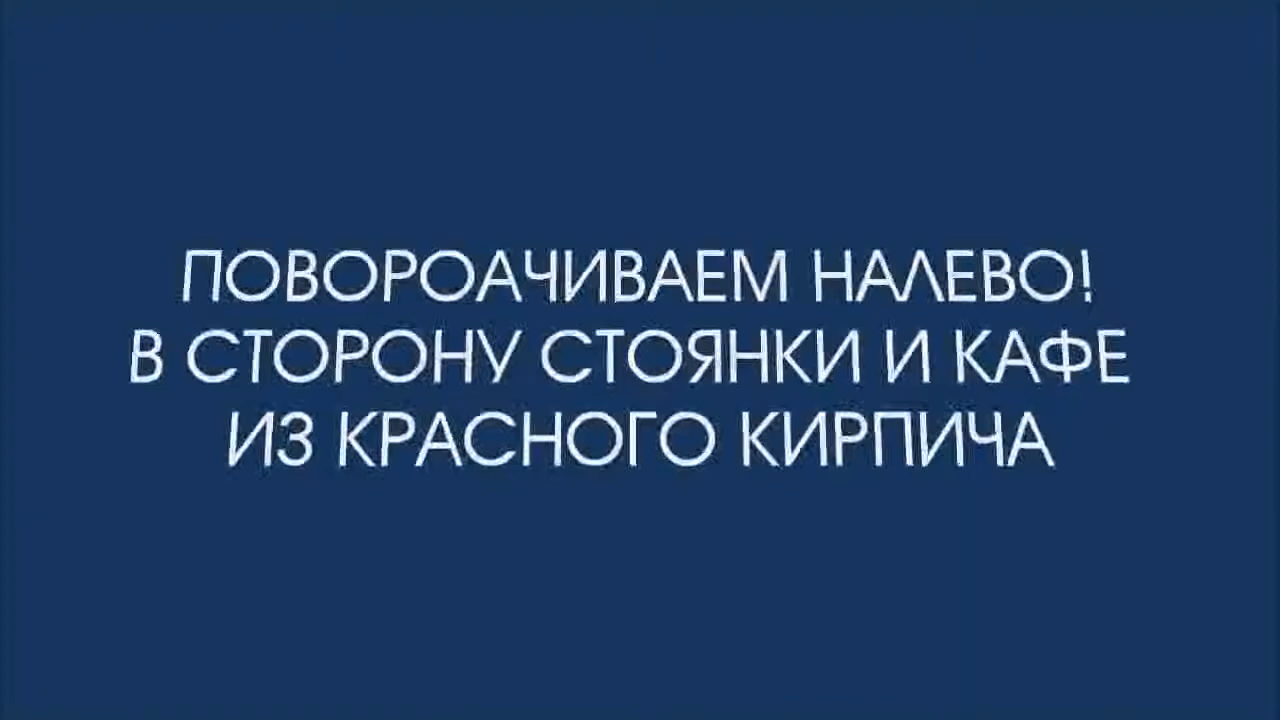 ПОВОРОАЧИВАЕМ НАЛЕВО!
В СТОРОНУ СТОЯНКИ И КАФЕ
ИЗ КРАСНОГО КИРПИЧА